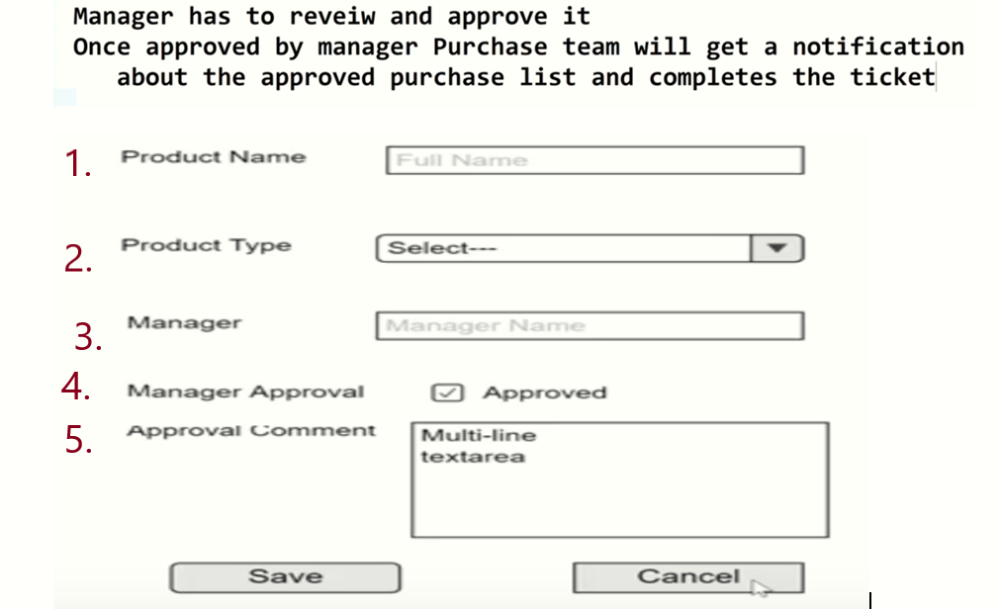 Manager has to reveiw and approve it
Once approved by manager Purchase team will get a notification
about the approved purchase list and completes the ticket
1. Product Name Full Name
2. Product Type Select---
3. Manager Manager Name
4. Manager Approval Approved
5. Approval Comment Multi-line
textarea
Save Cancel